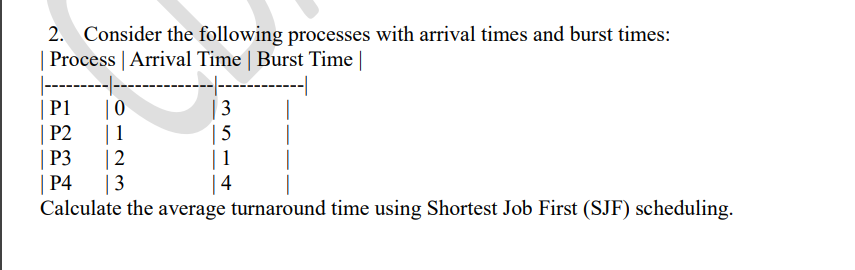 2. Consider the following processes with arrival times and burst times:
| Process | Arrival Time | Burst Time |
|---------|--------------|------------|
| P1 | 0 | 3 |
| P2 | 1 | 5 |
| P3 | 2 | 1 |
| P4 | 3 | 4 |
Calculate the average turnaround time using Shortest Job First (SJF) scheduling.